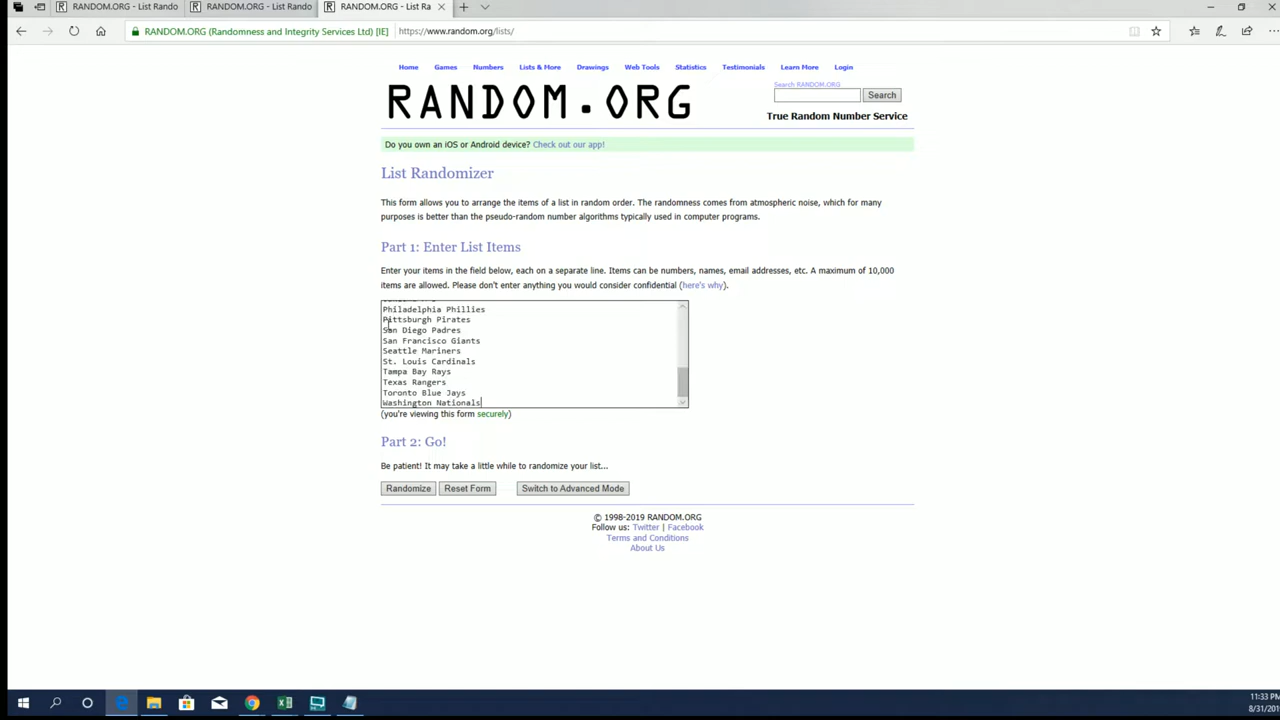 RANDOM.ORG - List Rando
RANDOM.ORG - List Rando
RANDOM.ORG - List Ra
RANDOM.ORG (Randomness and Integrity Services Ltd) [IE]
https://www.random.org/lists/
Home Games Numbers Lists & More Drawings Web Tools Statistics Testimonials Learn More Login
RANDOM.ORG
Search RANDOM.ORG
Search
True Random Number Service
Do you own an iOS or Android device? Check out our app!
List Randomizer
This form allows you to arrange the items of a list in random order. The randomness comes from atmospheric noise, which for many
purposes is better than the pseudo-random number algorithms typically used in computer programs.
Part 1: Enter List Items
Enter your items in the field below, each on a separate line. Items can be numbers, names, email addresses, etc. A maximum of 10,000
items are allowed. Please don't enter anything you would consider confidential (here's why).
Philadelphia Phillies
Pittsburgh Pirates
San Diego Padres
San Francisco Giants
Seattle Mariners
St. Louis Cardinals
Tampa Bay Rays
Texas Rangers
Toronto Blue Jays
Washington Nationals
(you're viewing this form securely)
Part 2: Go!
Be patient! It may take a little while to randomize your list...
Randomize Reset Form Switch to Advanced Mode
© 1998-2019 RANDOM.ORG
Follow us: Twitter | Facebook
Terms and Conditions
About Us
11:33 PM
8/31/201